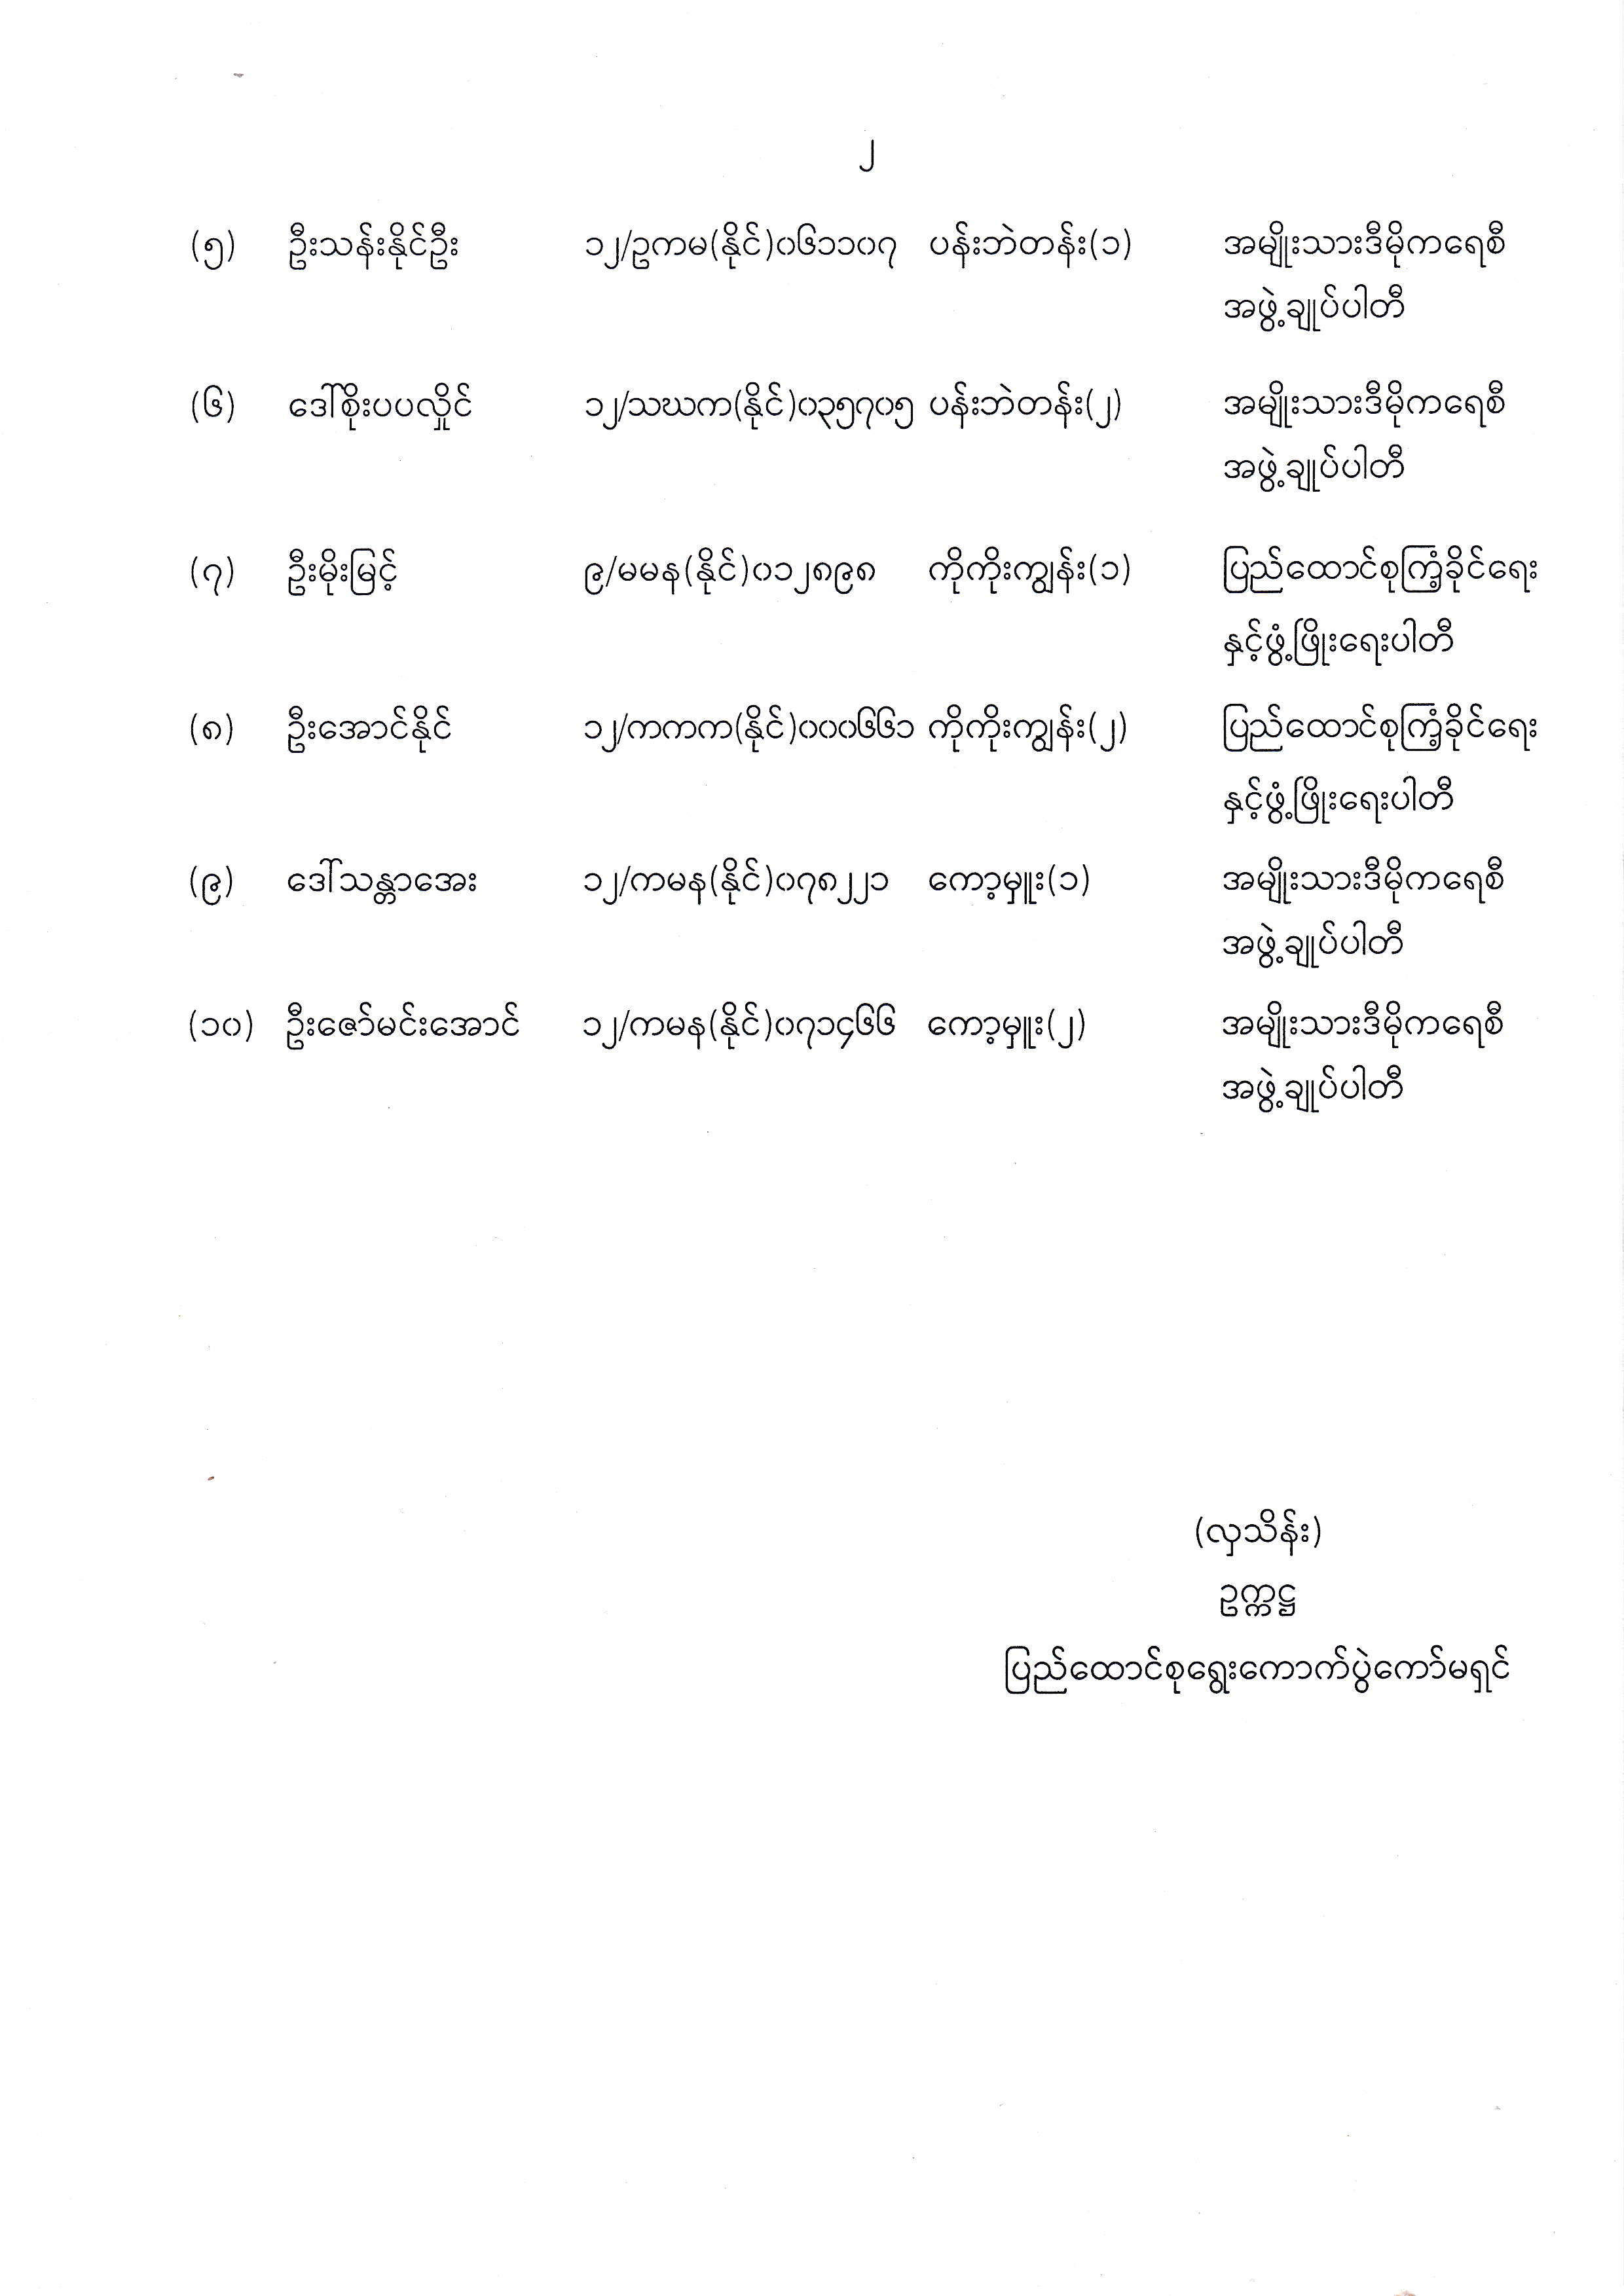 ၂
(၅) ဦးသန်းနိုင်ဦး ၁၂/ဥကမ(နိုင်)၀၆၁၁၀၇ ပန်းဘဲတန်း(၁) အမျိုးသားဒီမိုကရေစီ
အဖွဲ့ချုပ်ပါတီ
(၆) ဒေါ်စိုးပပလှိုင် ၁၂/သဃက(နိုင်)၀၃၅၇၀၅ ပန်းဘဲတန်း(၂) အမျိုးသားဒီမိုကရေစီ
အဖွဲ့ချုပ်ပါတီ
(၇) ဦးမိုးမြင့် ၉/မမန(နိုင်)၀၁၂၈၉၈ ကိုကိုးကျွန်း(၁) ပြည်ထောင်စုကြံ့ခိုင်ရေး
နှင့်ဖွံ့ဖြိုးရေးပါတီ
(၈) ဦးအောင်နိုင် ၁၂/ကကက(နိုင်)၀၀၀၆၆၁ ကိုကိုးကျွန်း(၂) ပြည်ထောင်စုကြံ့ခိုင်ရေး
နှင့်ဖွံ့ဖြိုးရေးပါတီ
(၉) ဒေါ်သန္တာအေး ၁၂/ကမန(နိုင်)၀၇၈၂၂၁ ကော့မှူး(၁) အမျိုးသားဒီမိုကရေစီ
အဖွဲ့ချုပ်ပါတီ
(၁၀) ဦးဇော်မင်းအောင် ၁၂/ကမန(နိုင်)၀၇၁၄၆၆ ကော့မှူး(၂) အမျိုးသားဒီမိုကရေစီ
အဖွဲ့ချုပ်ပါတီ
(လှသိန်း)
ဥက္ကဋ္ဌ
ပြည်ထောင်စုရွေးကောက်ပွဲကော်မရှင်